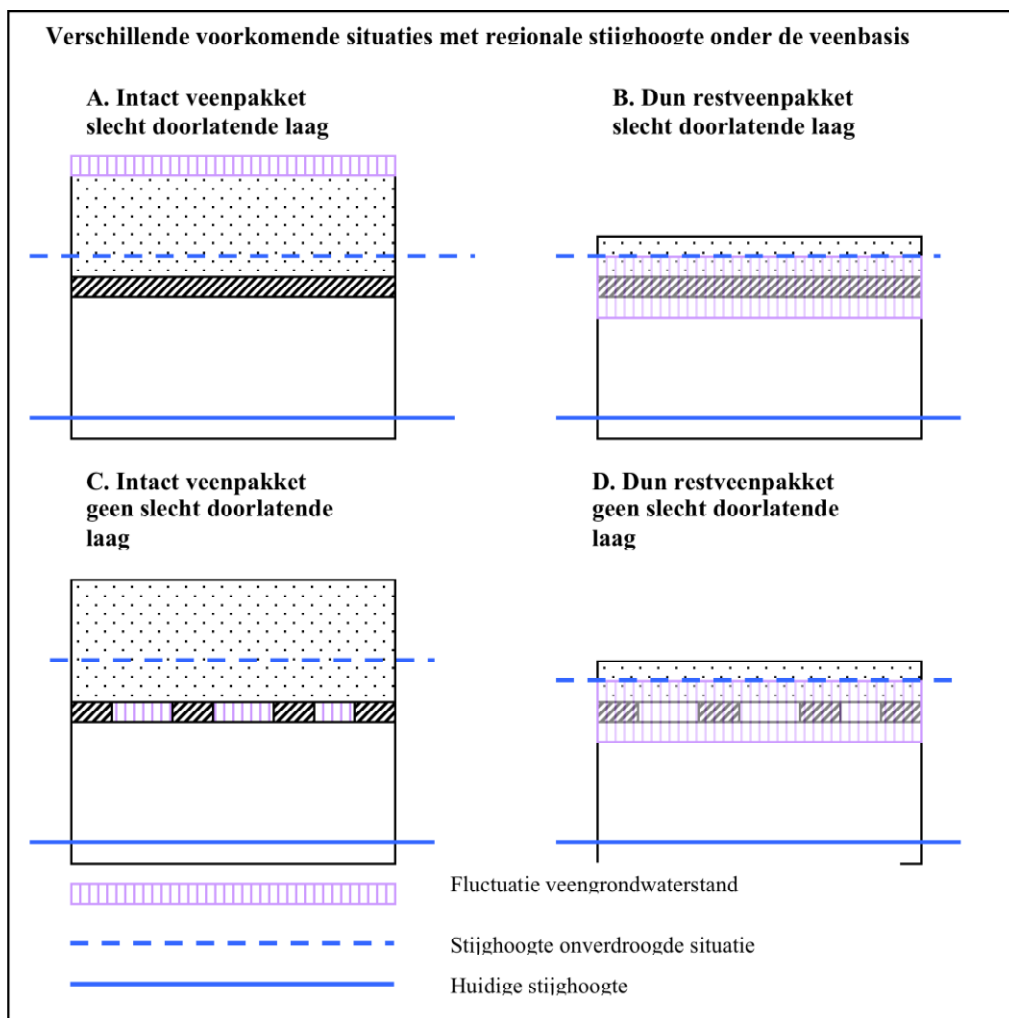 Verschillende voorkomende situaties met regionale stijghoogte onder de veenbasis
A. Intact veenpakket
slecht doorlatende laag
B. Dun restveenpakket
slecht doorlatende laag
C. Intact veenpakket
geen slecht doorlatende
laag
D. Dun restveenpakket
geen slecht doorlatende
laag
Fluctuatie veengrondwaterstand
Stijghoogte onverdroogde situatie
Huidige stijghoogte